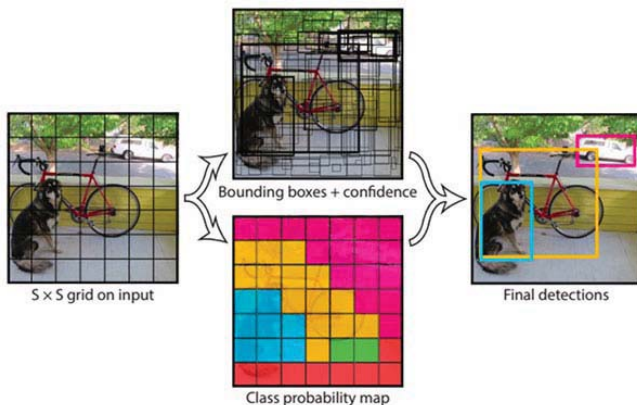 Bounding boxes + confidence
S × S grid on input
Final detections
Class probability map